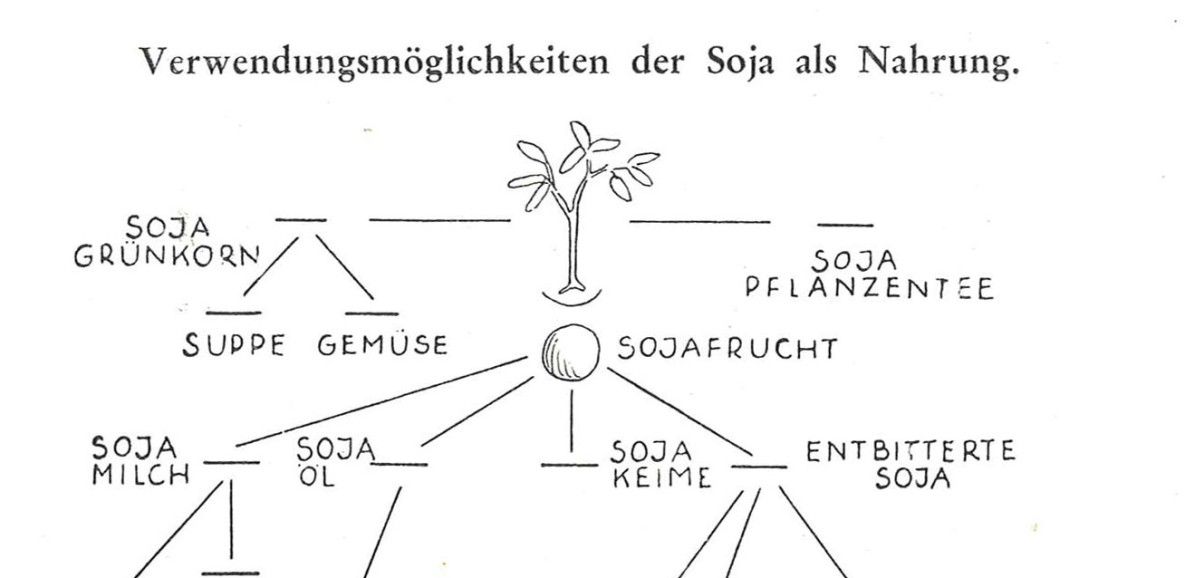 Verwendungsmöglichkeiten der Soja als Nahrung.
SOJA
GRÜNKORN
SOJA
PFLANZENTEE
SUPPE GEMÜSE
SOJAFRUCHT
SOJA
MILCH
SOJA
ÖL
SOJA
KEIME
ENTBITTERTE
SOJA